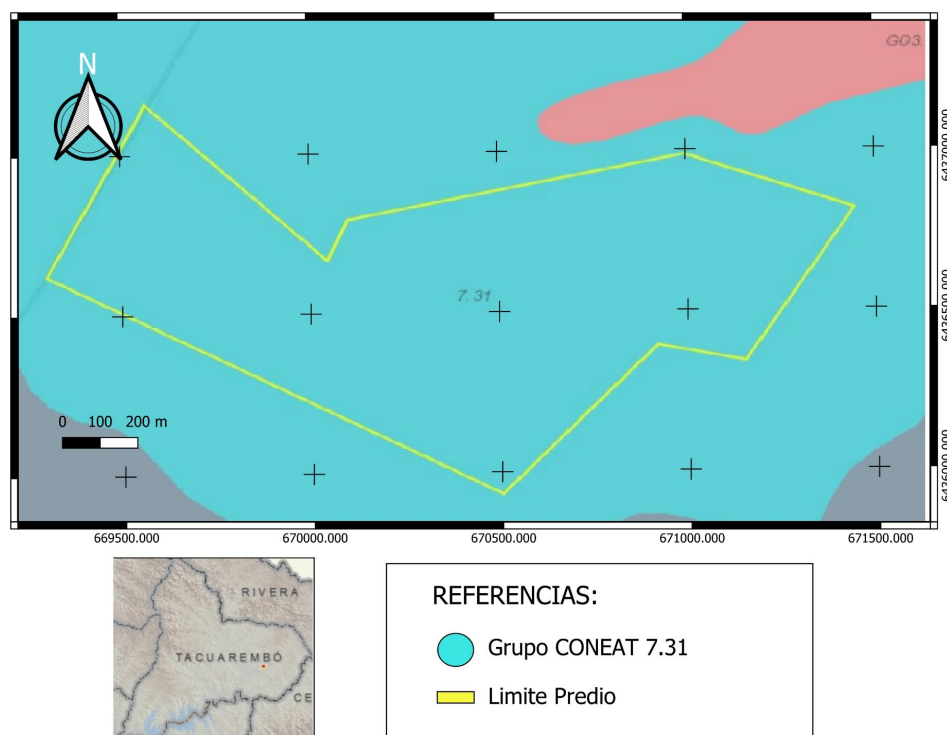 N
G03.
7.31
0 100 200 m
6437000.000
6436500.000
6436000.000
669500.000 670000.000 670500.000 671000.000 671500.000
RIVERA
TACUAREMBÓ
CE
REFERENCIAS:
Grupo CONEAT 7.31
Limite Predio